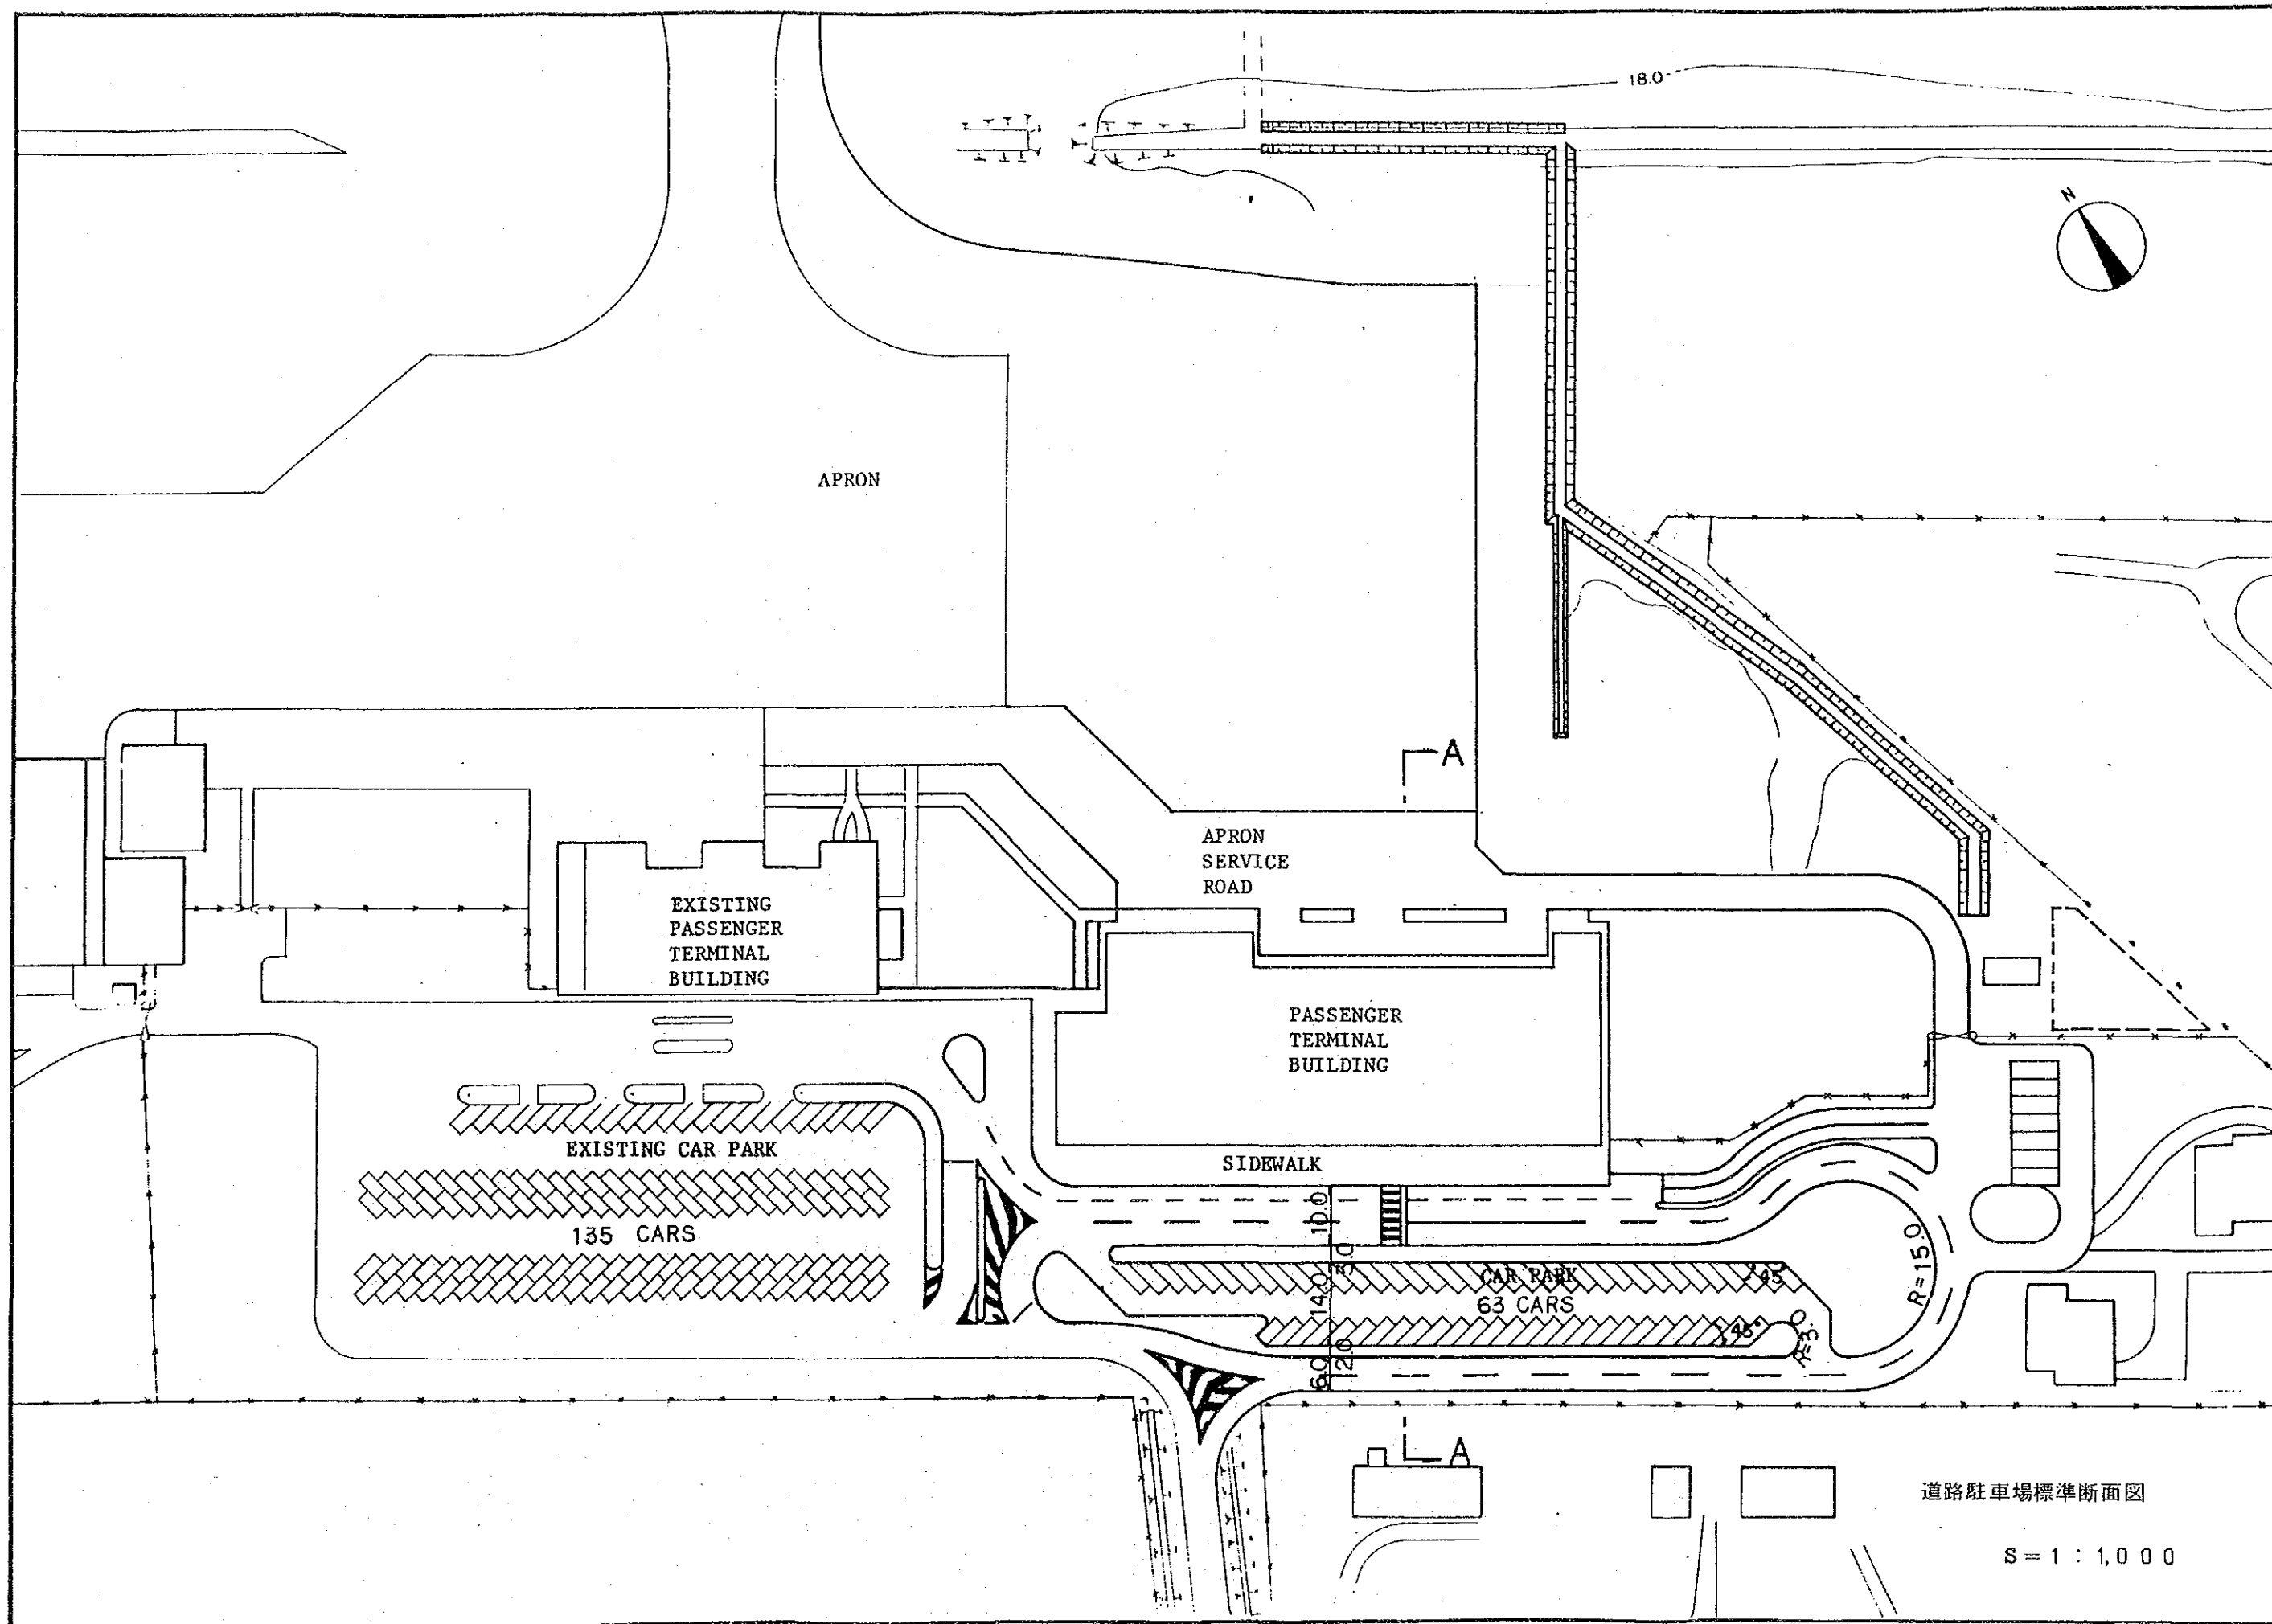 18.0
N
APRON
A
APRON
SERVICE
ROAD
EXISTING
PASSENGER
TERMINAL
BUILDING
PASSENGER
TERMINAL
BUILDING
EXISTING CAR PARK
SIDEWALK
135 CARS
10.0
3.0
14.0
CAR PARK
45
63 CARS
R=15.0
45°
R=3.0
2.0
6.0
A
道路駐車場標準断面図
S=1:1,000